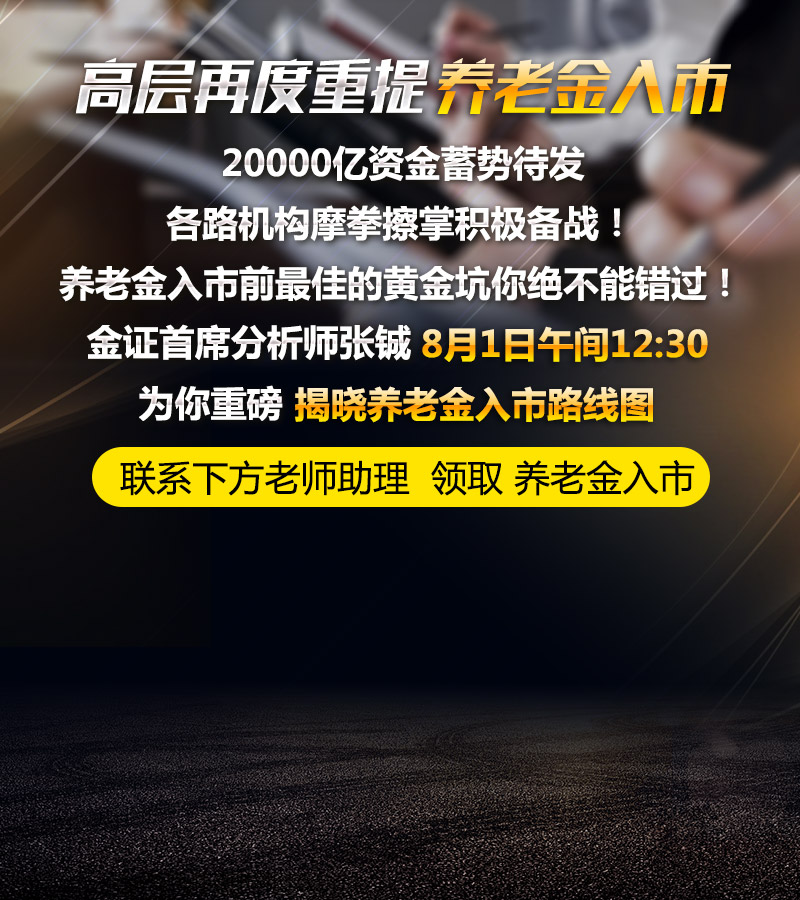 高层再度重提 养老金入市
20000亿资金蓄势待发
各路机构摩拳擦掌积极备战！
养老金入市前最佳的黄金坑你绝不能错过！
金证首席分析师张铖 8月1日午间12:30
为你重磅 揭晓养老金入市路线图
联系下方老师助理 领取 养老金入市